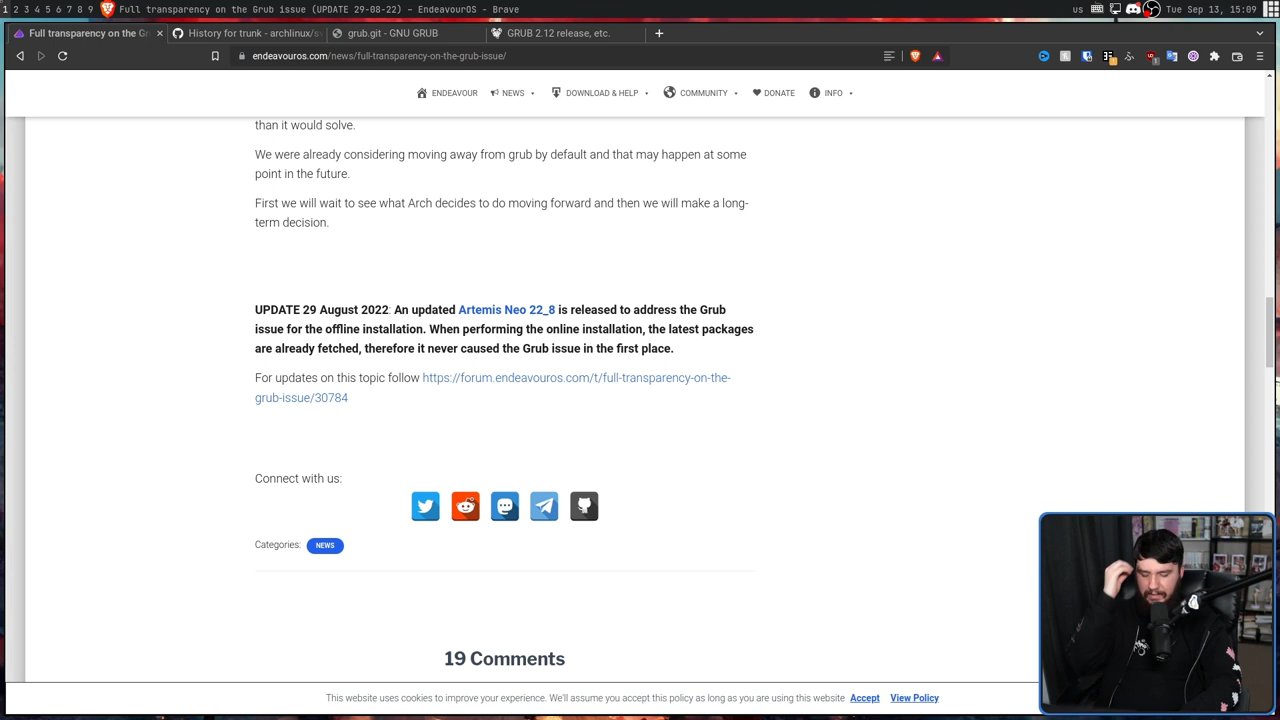 1 2 3 4 5 6 7 8 9 Full transparency on the Grub issue (UPDATE 29-08-22) – EndeavourOS - Brave us Tue Sep 13, 15:09
Full transparency on the Gr History for trunk - archlinux/sv grub.git - GNU GRUB GRUB 2.12 release, etc.
endeavouros.com/news/full-transparency-on-the-grub-issue/
ENDEAVOUR NEWS DOWNLOAD & HELP COMMUNITY DONATE INFO
than it would solve.
We were already considering moving away from grub by default and that may happen at some
point in the future.
First we will wait to see what Arch decides to do moving forward and then we will make a long-
term decision.
UPDATE 29 August 2022: An updated Artemis Neo 22_8 is released to address the Grub
issue for the offline installation. When performing the online installation, the latest packages
are already fetched, therefore it never caused the Grub issue in the first place.
For updates on this topic follow https://forum.endeavouros.com/t/full-transparency-on-the-
grub-issue/30784
Connect with us:
Categories: NEWS
19 Comments
This website uses cookies to improve your experience. We'll assume you accept this policy as long as you are using this website Accept View Policy